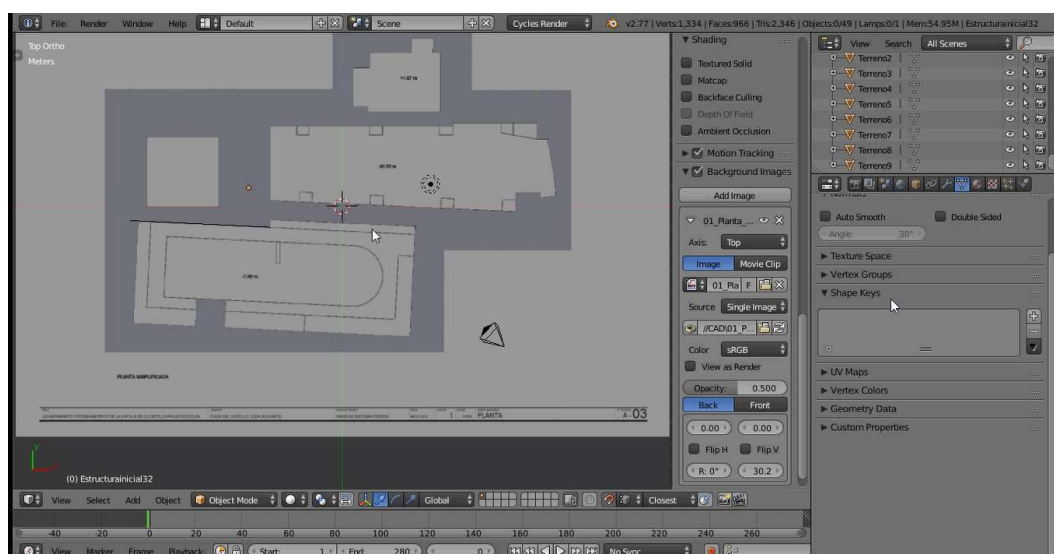 File Render Window Help Default Scene Cycles Render v2.77 | Verts:1,334 | Faces:966 | Tris:2,346 | Objects:0/49 | Lamps:0/1 | Mem:54.95M | Estructurainicial32
Top Ortho
Meters
PLANTA SIMPLIFICADA
PLANTA
A - 03
y
(0) Estructurainicial32
View Select Add Object Object Mode Global Closest
-40 -20 0 20 40 60 80 100 120 140 160 180 200 220 240 260
View Marker Frame Playback Start: 1 End: 280 0 No Sync
▼ Shading
Textured Solid
Matcap
Backface Culling
Depth Of Field
Ambient Occlusion
Motion Tracking
Background Images
Add Image
01_Planta_...
Axis: Top
Image Movie Clip
01_Pla F
Source Single Image
//CAD\01_P...
Color sRGB
View as Render
Opacity: 0.500
Back Front
0.00 0.00
Flip H Flip V
R: 0° 30.2
View Search All Scenes
Terreno2
Terreno3
Terreno4
Terreno5
Terreno6
Terreno7
Terreno8
Terreno9
Normals
Auto Smooth Double Sided
Angle: 30°
Texture Space
Vertex Groups
Shape Keys
UV Maps
Vertex Colors
Geometry Data
Custom Properties